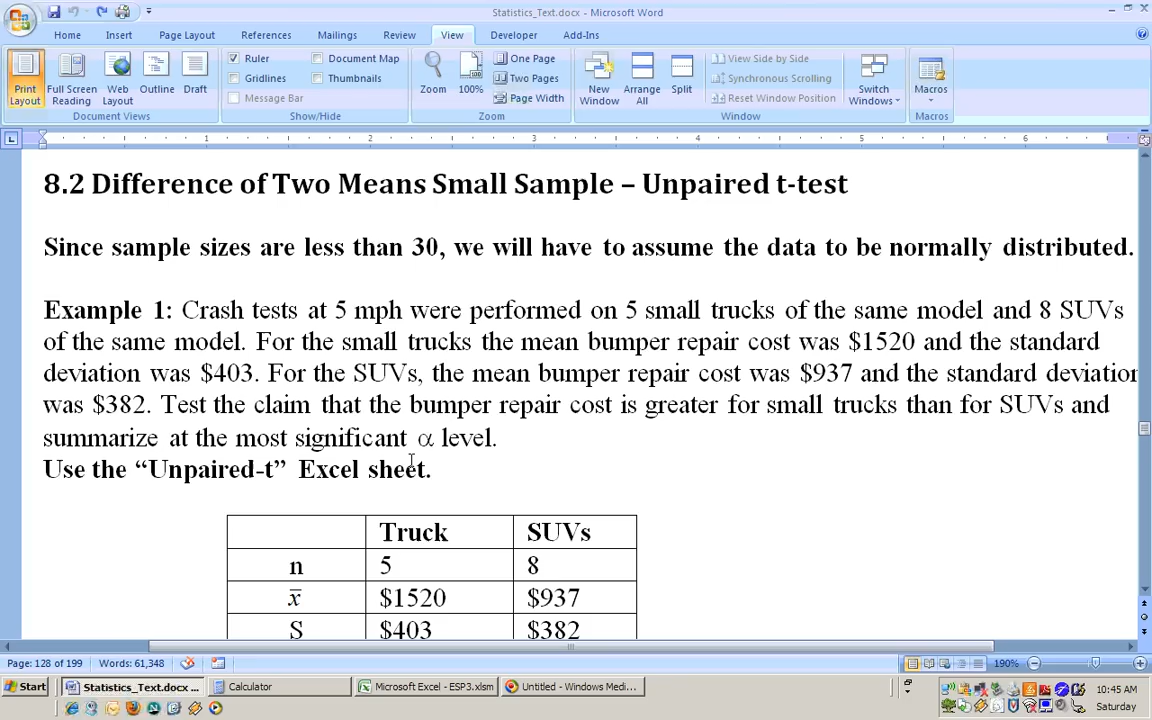 Statistics_Text.docx - Microsoft Word
Home Insert Page Layout References Mailings Review View Developer Add-Ins
Print Layout
Full Screen Reading
Web Layout
Outline
Draft
Document Views
Ruler
Gridlines
Message Bar
Document Map
Thumbnails
Show/Hide
Zoom
100%
One Page
Two Pages
Page Width
Zoom
New Window
Arrange All
Split
View Side by Side
Synchronous Scrolling
Reset Window Position
Switch Windows
Window
Macros
Macros
1 2 3 4 5 6
8.2 Difference of Two Means Small Sample – Unpaired t-test
Since sample sizes are less than 30, we will have to assume the data to be normally distributed.
Example 1: Crash tests at 5 mph were performed on 5 small trucks of the same model and 8 SUVs
of the same model. For the small trucks the mean bumper repair cost was $1520 and the standard
deviation was $403. For the SUVs, the mean bumper repair cost was $937 and the standard deviation
was $382. Test the claim that the bumper repair cost is greater for small trucks than for SUVs and
summarize at the most significant α level.
Use the “Unpaired-t” Excel sheet.
Truck SUVs
n 5 8
x̄ $1520 $937
S $403 $382
Page: 128 of 199 Words: 61,348 190%
Start Statistics_Text.docx ... Calculator Microsoft Excel - ESP3.xlsm Untitled - Windows Medi... 10:45 AM
Saturday